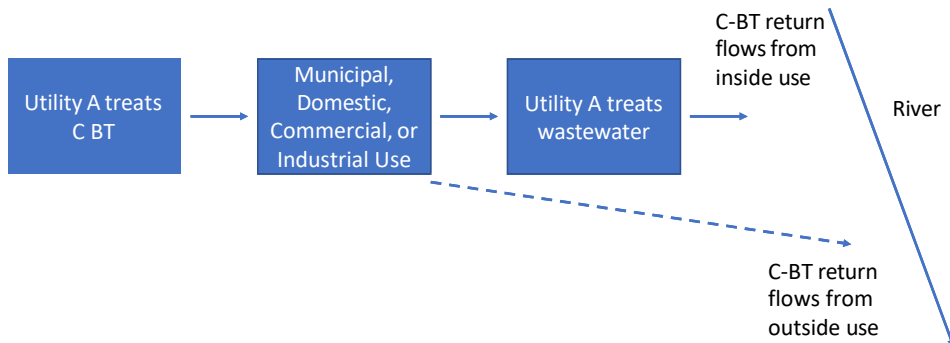 Utility A treats
C BT
Municipal,
Domestic,
Commercial, or
Industrial Use
Utility A treats
wastewater
C-BT return
flows from
inside use
River
C-BT return
flows from
outside use